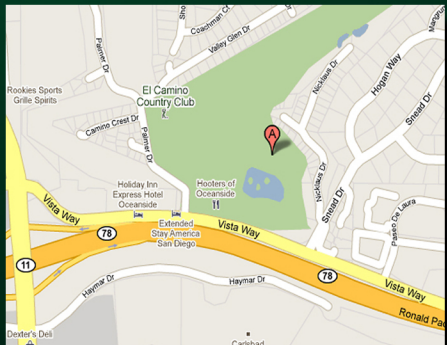 Coachman Ct
Valley Glen Dr
Palmer Dr
Nicklaus Dr
Hogan Way
Snead Dr
Rookies Sports
Grille Spirits
El Camino
Country Club
Camino Crest Dr
Palmer Dr
A
Holiday Inn
Express Hotel
Oceanside
Hooters of
Oceanside
Nicklaus Dr
Snead Dr
Paseo De Laura
Vista Way
Extended
Stay America
San Diego
Vista Way
78
11
78
Vista Way
Haymar Dr
Haymar Dr
Ronald Pac
Dexter's Deli
Carlsbad